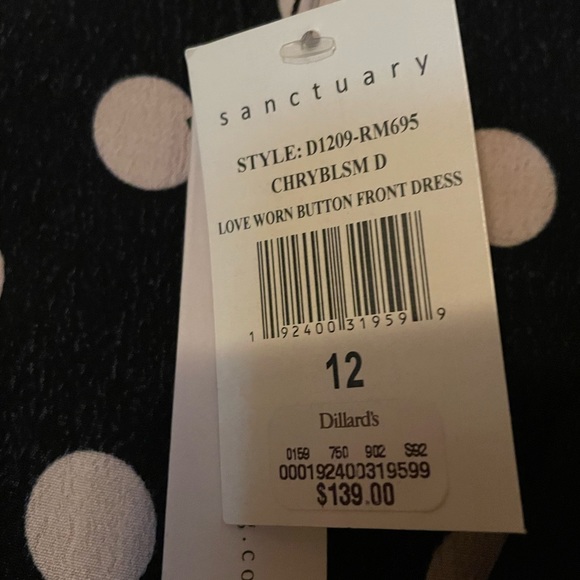 sanctuary
STYLE: D1209-RM695
CHRYBLSM D
LOVE WORN BUTTON FRONT DRESS
1 92400 31959 9
12
Dillard's
0159 750 902 S92
000192400319599
$139.00
S.CO